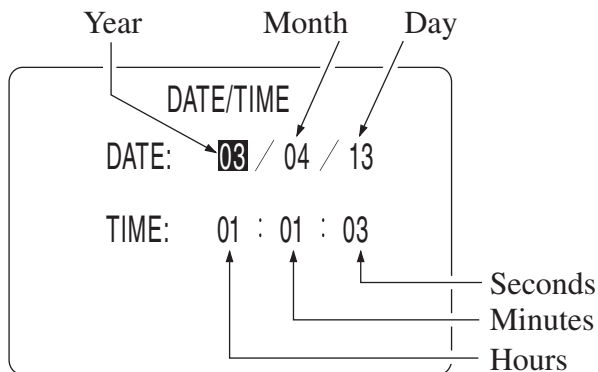 Year Month Day
DATE/TIME
DATE: 03 / 04 / 13
TIME: 01 : 01 : 03
Seconds
Minutes
Hours